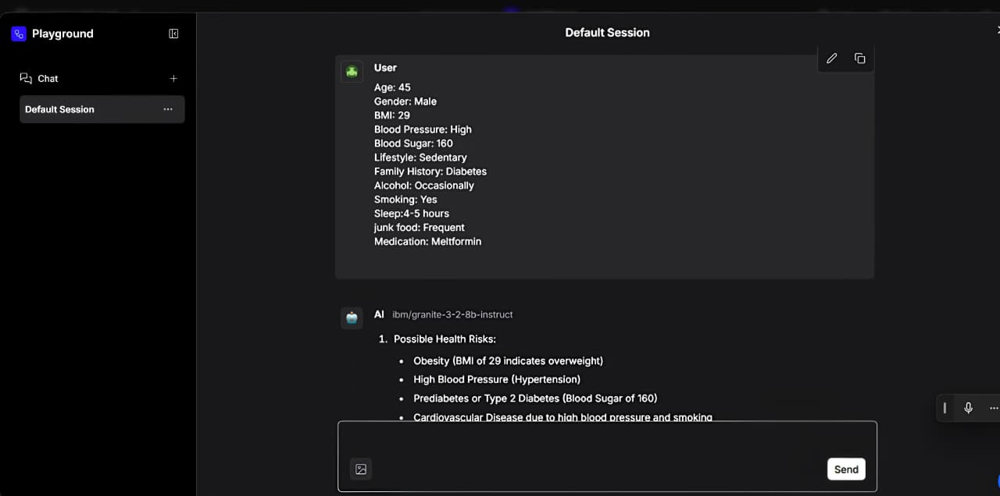 Playground
Default Session
Chat
Default Session
User
Age: 45
Gender: Male
BMI: 29
Blood Pressure: High
Blood Sugar: 160
Lifestyle: Sedentary
Family History: Diabetes
Alcohol: Occasionally
Smoking: Yes
Sleep:4-5 hours
junk food: Frequent
Medication: Meltformin
AI ibm/granite-3-2-8b-instruct
1. Possible Health Risks:
• Obesity (BMI of 29 indicates overweight)
• High Blood Pressure (Hypertension)
• Prediabetes or Type 2 Diabetes (Blood Sugar of 160)
• Cardiovascular Disease due to high blood pressure and smoking
Send